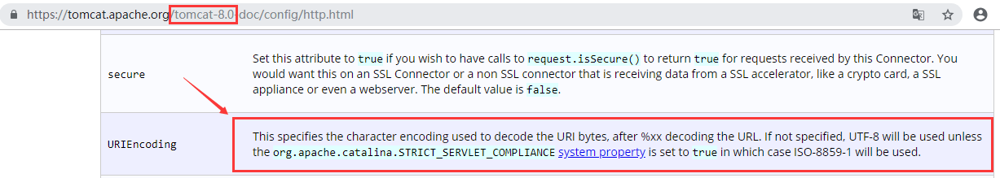 https://tomcat.apache.org/tomcat-8.0-doc/config/http.html
secure
Set this attribute to true if you wish to have calls to request.isSecure() to return true for requests received by this Connector. You
would want this on an SSL Connector or a non SSL connector that is receiving data from a SSL accelerator, like a crypto card, a SSL
appliance or even a webserver. The default value is false.
URIEncoding
This specifies the character encoding used to decode the URI bytes, after %xx decoding the URL. If not specified, UTF-8 will be used unless
the org.apache.catalina.STRICT_SERVLET_COMPLIANCE system property is set to true in which case ISO-8859-1 will be used.